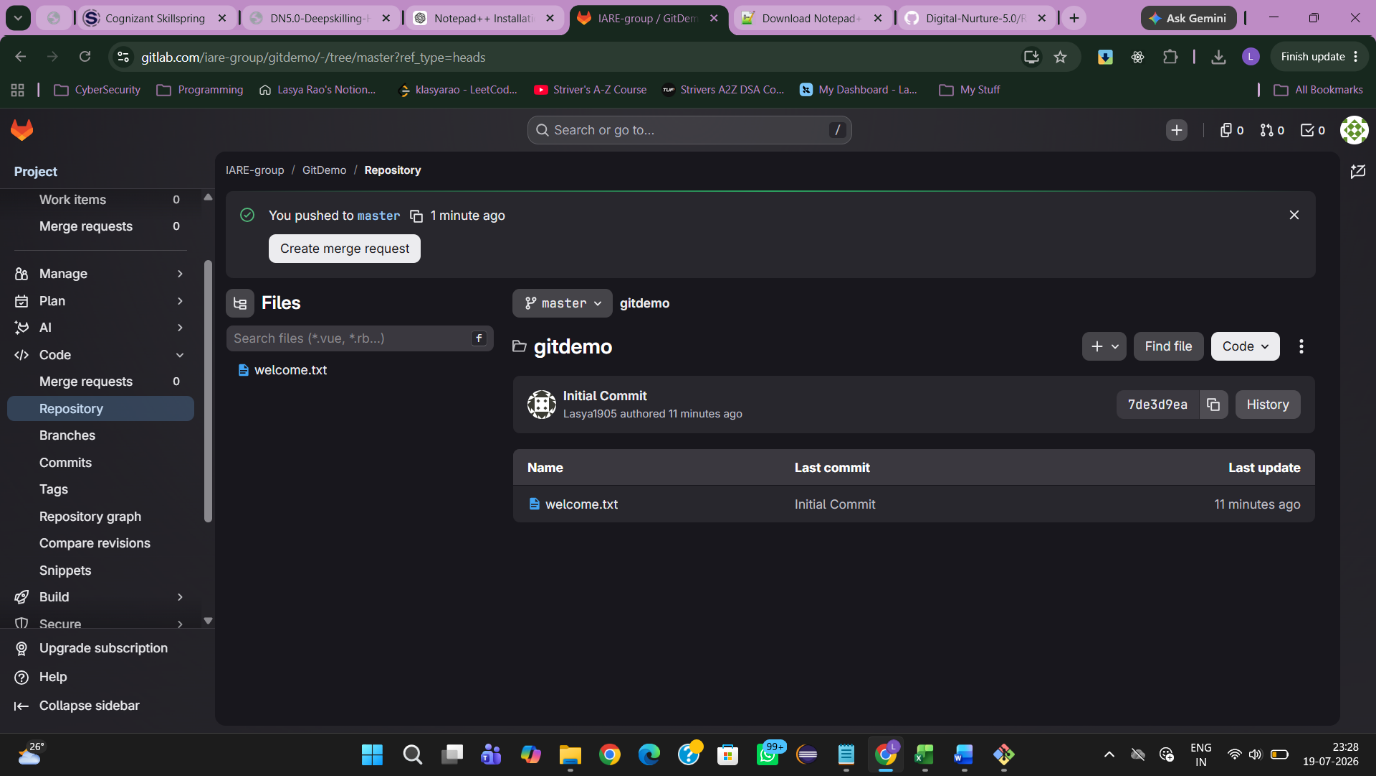 Cognizant Skillspring
DN5.0-Deepskilling-
Notepad++ Installati
IARE-group / GitDem
Download Notepad+
Digital-Nurture-5.0/R
Ask Gemini
gitlab.com/iare-group/gitdemo/-/tree/master?ref_type=heads
L
Finish update
CyberSecurity
Programming
Lasya Rao's Notion...
klasyarao - LeetCod...
Striver's A-Z Course
TUF
Strivers A2Z DSA Co...
My Dashboard - La...
My Stuff
All Bookmarks
Search or go to...
/
0
0
0
Project
IARE-group / GitDemo / Repository
Work items 0
Merge requests 0
Manage
Plan
AI
Code
Merge requests 0
Repository
Branches
Commits
Tags
Repository graph
Compare revisions
Snippets
Build
Secure
Upgrade subscription
Help
Collapse sidebar
You pushed to master 1 minute ago
Create merge request
Files
Search files (*.vue, *.rb...)
f
welcome.txt
master
gitdemo
gitdemo
+
Find file
Code
Initial Commit
Lasya1905 authored 11 minutes ago
7de3d9ea
History
Name Last commit Last update
welcome.txt Initial Commit 11 minutes ago
26°
99+
L
ENG
IN
23:28
19-07-2026